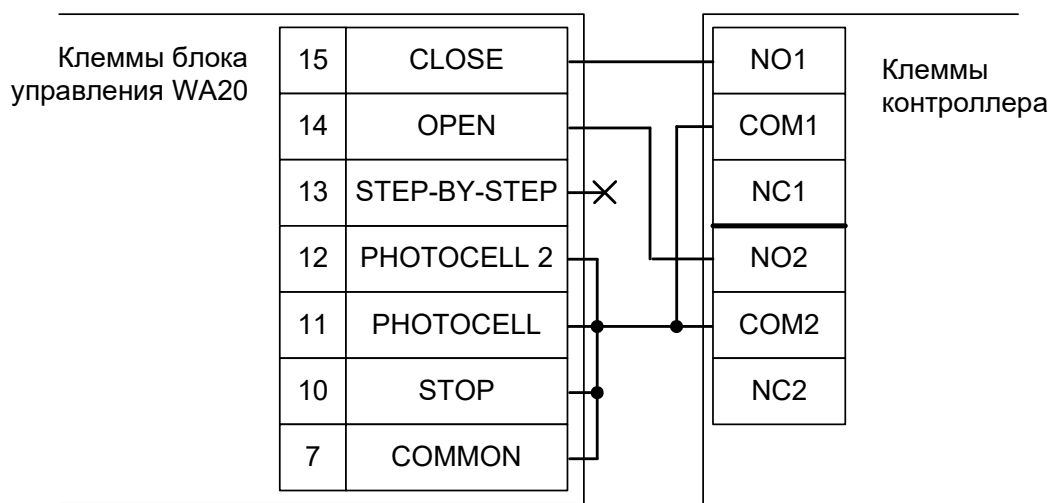 Клеммы блока
управления WA20
15 CLOSE
14 OPEN
13 STEP-BY-STEP
12 PHOTOCELL 2
11 PHOTOCELL
10 STOP
7 COMMON
NO1
COM1
NC1
NO2
COM2
NC2
Клеммы
контроллера